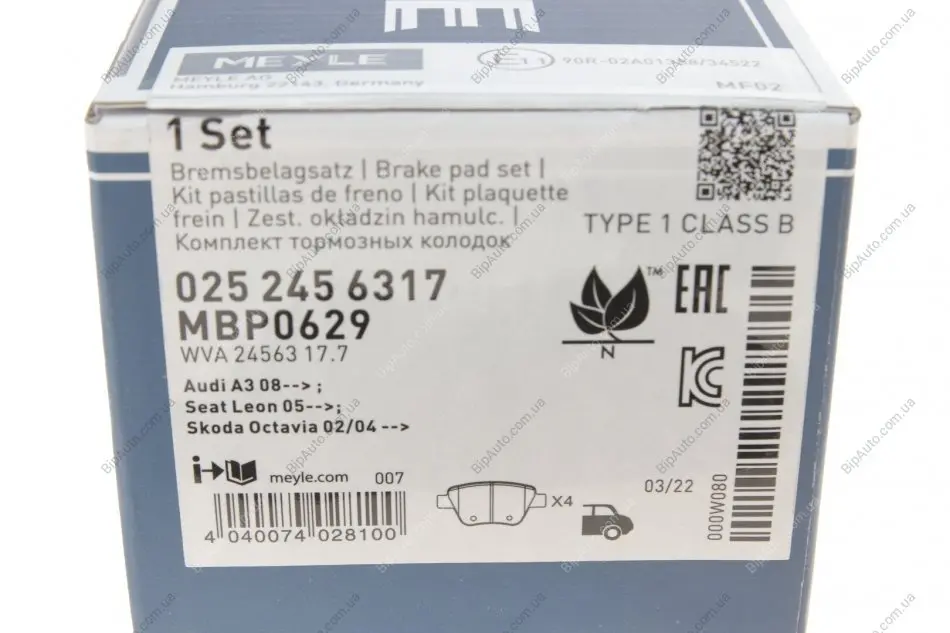 MEYLE
MEYLE AG
Hamburg 22143, Germany
E11
MF02
1 Set
Bremsbelagsatz | Brake pad set |
Kit pastillas de freno | Kit plaquette
frein | Zest. okładzin hamulc. |
Комплект тормозных колодок
TYPE 1 CLASS B
025 245 6317
MBP0629
WVA 24563 17.7
TM
N
EAC
Audi A3 08--> ;
Seat Leon 05-->;
Skoda Octavia 02/04 -->
meyle.com 007
X4
03/22
000W080
4 040074 028100
BipAuto.com.ua